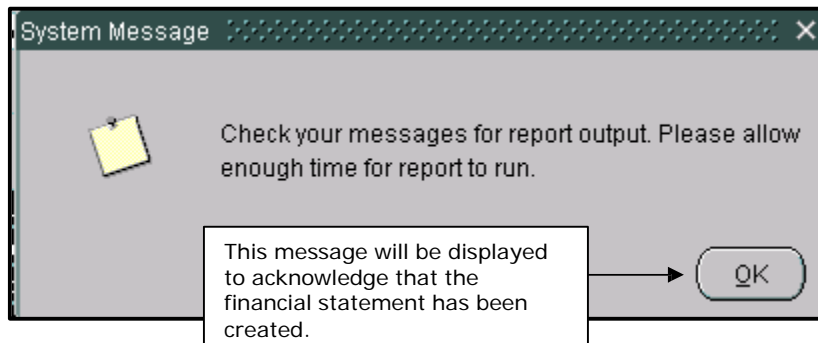 System Message
Check your messages for report output. Please allow
enough time for report to run.
This message will be displayed
to acknowledge that the
financial statement has been
created.
OK